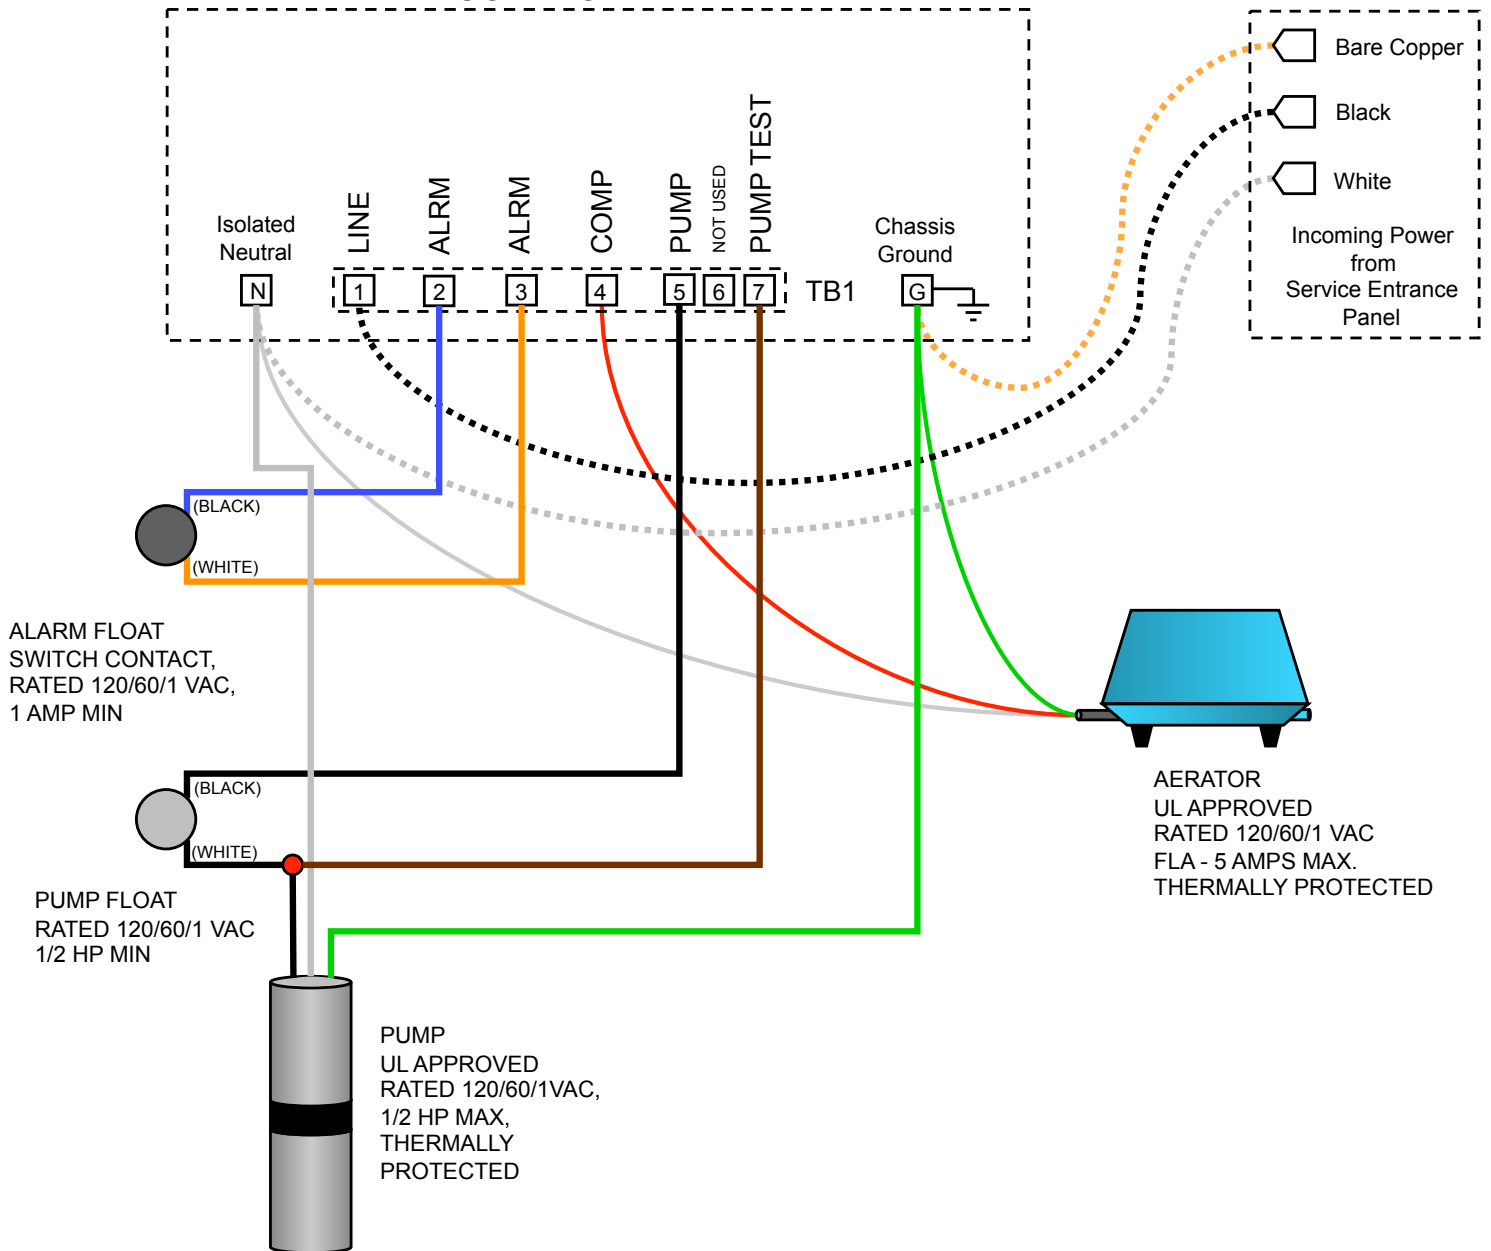 Bare Copper
Black
White
Incoming Power
from
Service Entrance
Panel
Isolated
Neutral
LINE
ALRM
ALRM
COMP
PUMP
NOT USED
PUMP TEST
Chassis
Ground
N
1
2
3
4
5
6
7
TB1
G
(BLACK)
(WHITE)
ALARM FLOAT
SWITCH CONTACT,
RATED 120/60/1 VAC,
1 AMP MIN
(BLACK)
(WHITE)
PUMP FLOAT
RATED 120/60/1 VAC
1/2 HP MIN
AERATOR
UL APPROVED
RATED 120/60/1 VAC
FLA - 5 AMPS MAX.
THERMALLY PROTECTED
PUMP
UL APPROVED
RATED 120/60/1VAC,
1/2 HP MAX,
THERMALLY
PROTECTED